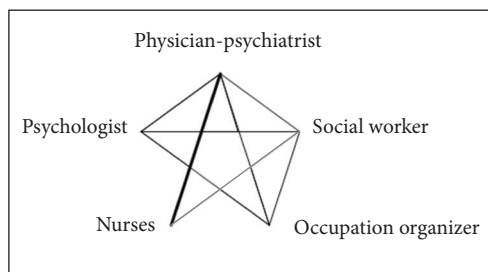 Physician-psychiatrist
Psychologist
Social worker
Nurses
Occupation organizer